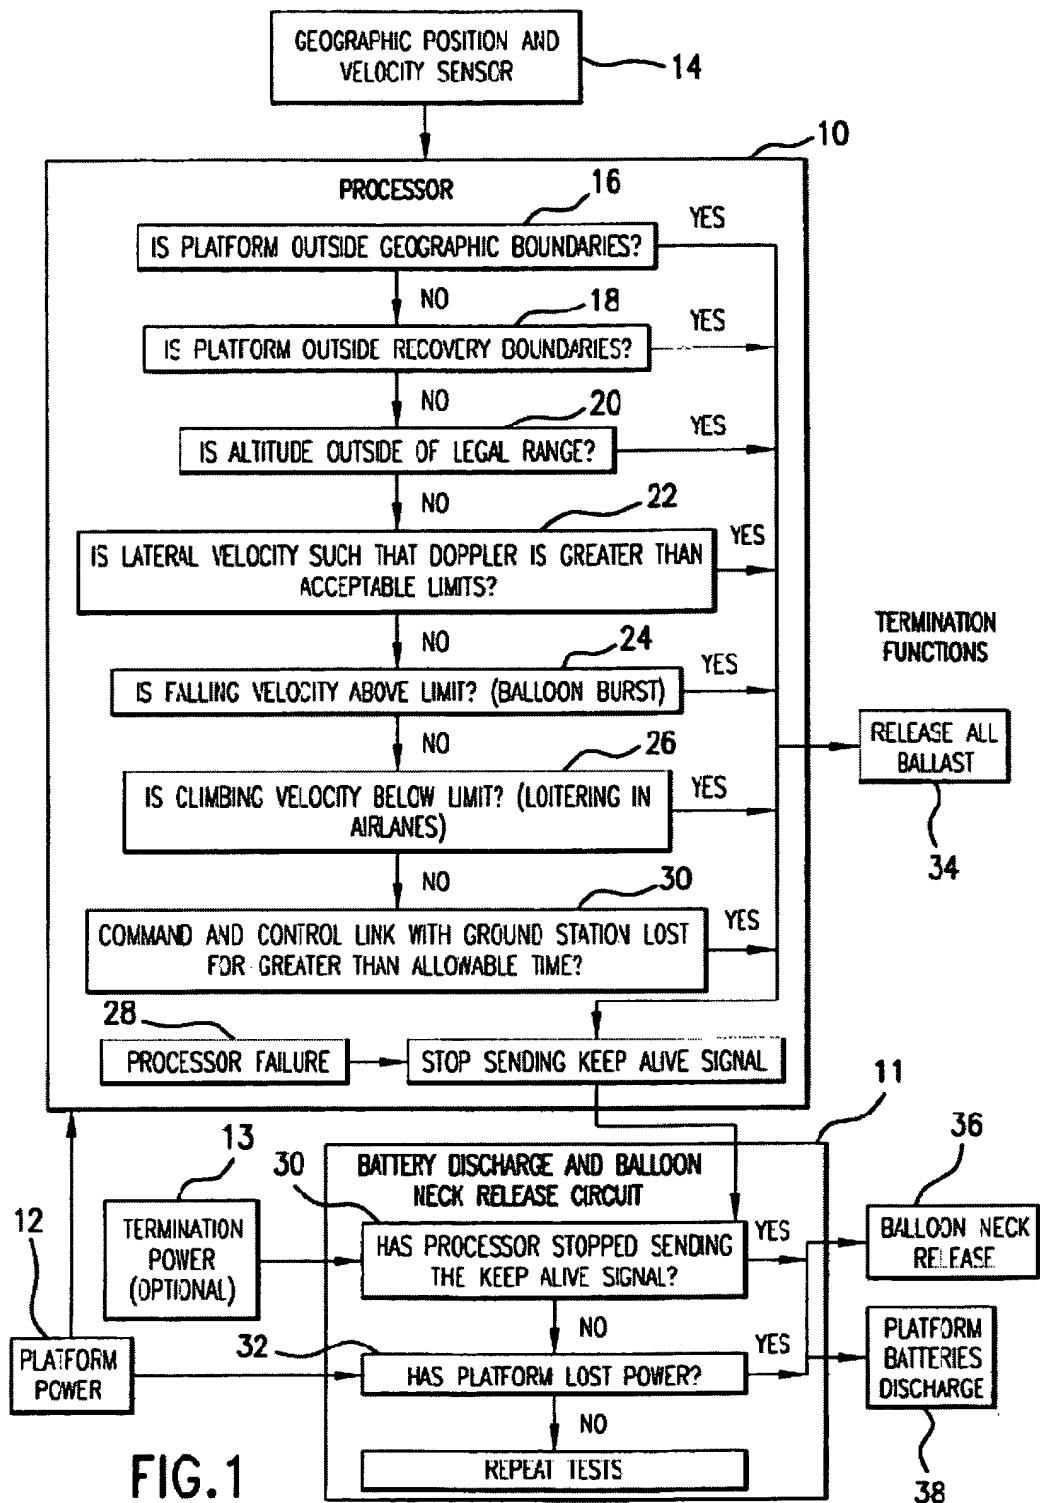 GEOGRAPHIC POSITION AND
VELOCITY SENSOR
14
10
PROCESSOR
16
YES
IS PLATFORM OUTSIDE GEOGRAPHIC BOUNDARIES?
NO
18
YES
IS PLATFORM OUTSIDE RECOVERY BOUNDARIES?
NO
20
YES
IS ALTITUDE OUTSIDE OF LEGAL RANGE?
NO
22
YES
IS LATERAL VELOCITY SUCH THAT DOPPLER IS GREATER THAN
ACCEPTABLE LIMITS?
NO
24
YES
IS FALLING VELOCITY ABOVE LIMIT? (BALLOON BURST)
NO
26
YES
IS CLIMBING VELOCITY BELOW LIMIT? (LOITERING IN
AIRLANES)
NO
30
YES
COMMAND AND CONTROL LINK WITH GROUND STATION LOST
FOR GREATER THAN ALLOWABLE TIME?
TERMINATION
FUNCTIONS
RELEASE ALL
BALLAST
34
28
PROCESSOR FAILURE
STOP SENDING KEEP ALIVE SIGNAL
11
BATTERY DISCHARGE AND BALLOON
NECK RELEASE CIRCUIT
13
TERMINATION
POWER
(OPTIONAL)
30
HAS PROCESSOR STOPPED SENDING
THE KEEP ALIVE SIGNAL?
YES
36
BALLOON NECK
RELEASE
12
PLATFORM
POWER
NO
32
HAS PLATFORM LOST POWER?
YES
PLATFORM
BATTERIES
DISCHARGE
38
NO
REPEAT TESTS
FIG.1